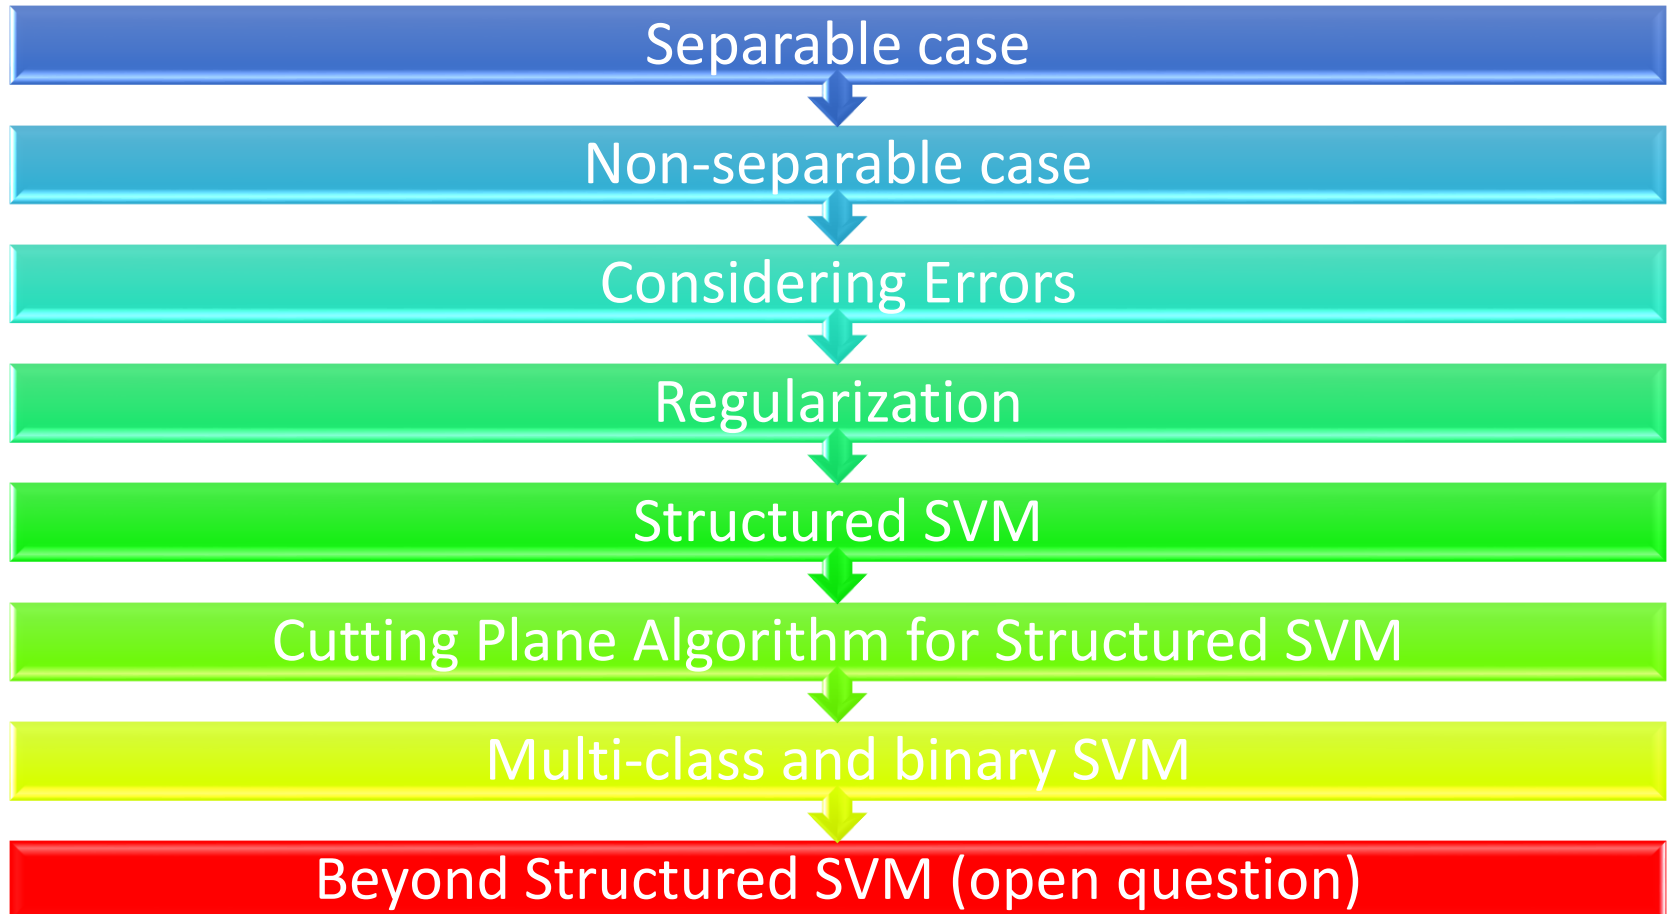 Separable case
Non-separable case
Considering Errors
Regularization
Structured SVM
Cutting Plane Algorithm for Structured SVM
Multi-class and binary SVM
Beyond Structured SVM (open question)